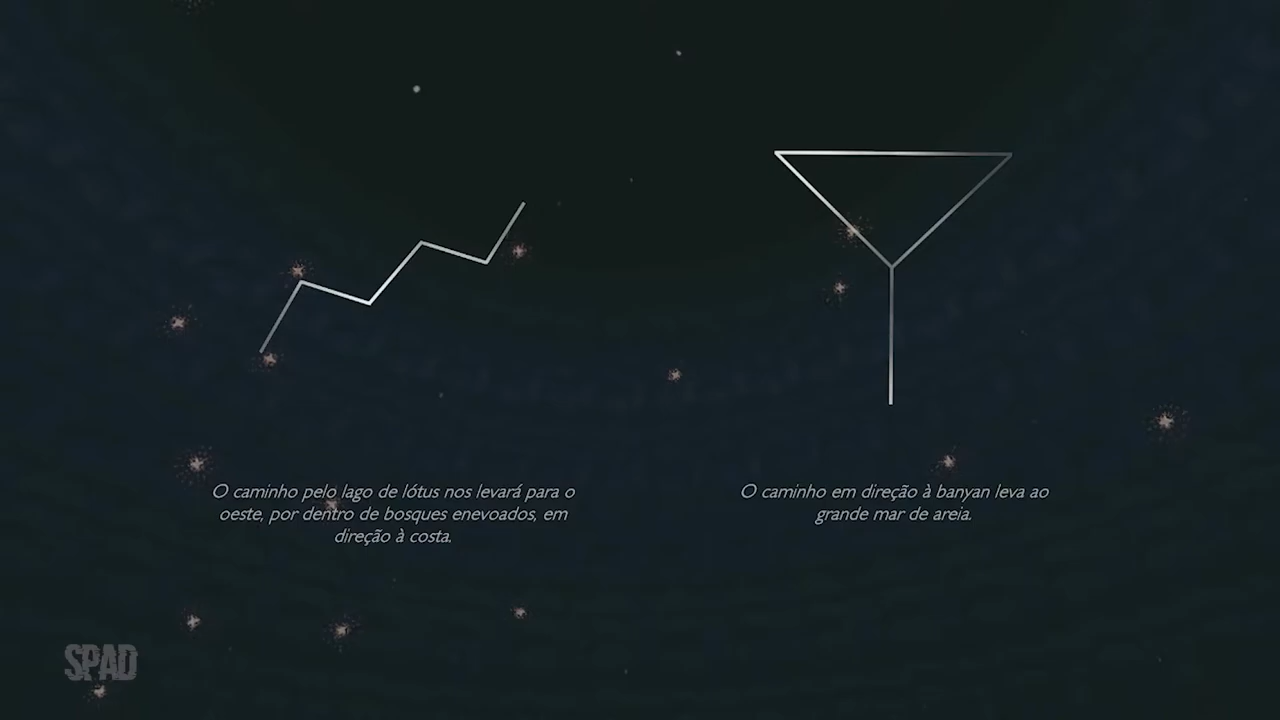 O caminho pelo lago de lótus nos levará para o
oeste, por dentro de bosques enevoados, em
direção à costa.
O caminho em direção à banyan leva ao
grande mar de areia.
SPAD